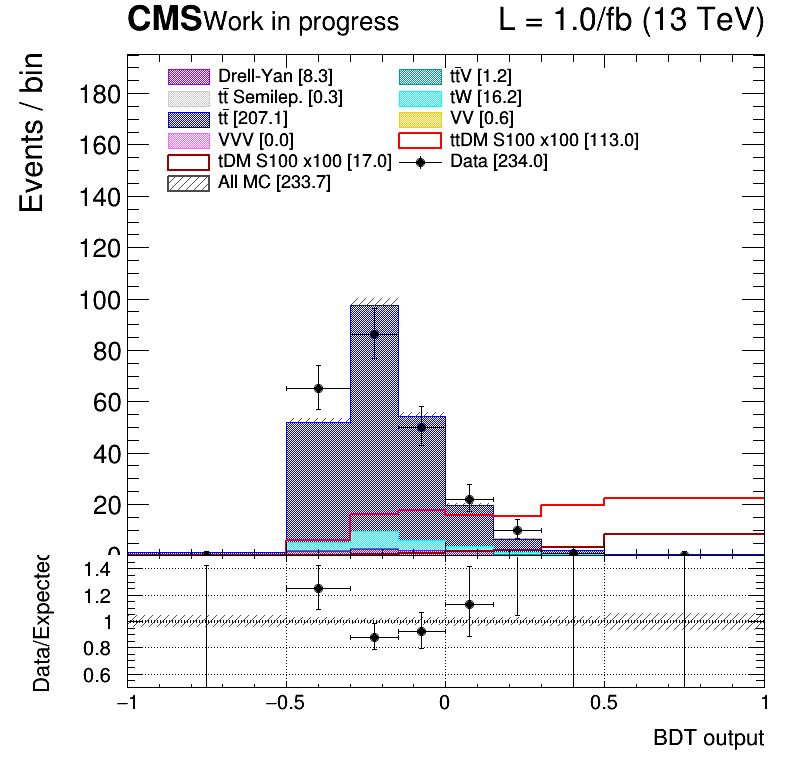 CMS Work in progress L = 1.0/fb (13 TeV)
Events / bin
Drell-Yan [8.3] tt̄V [1.2]
tt̄ Semilep. [0.3] tW [16.2]
tt̄ [207.1] VV [0.6]
VVV [0.0] ttDM S100 x100 [113.0]
tDM S100 x100 [17.0] Data [234.0]
All MC [233.7]
180
160
140
120
100
80
60
40
20
0
Data/Expected
1.4
1.2
1
0.8
0.6
−1 −0.5 0 0.5 1
BDT output